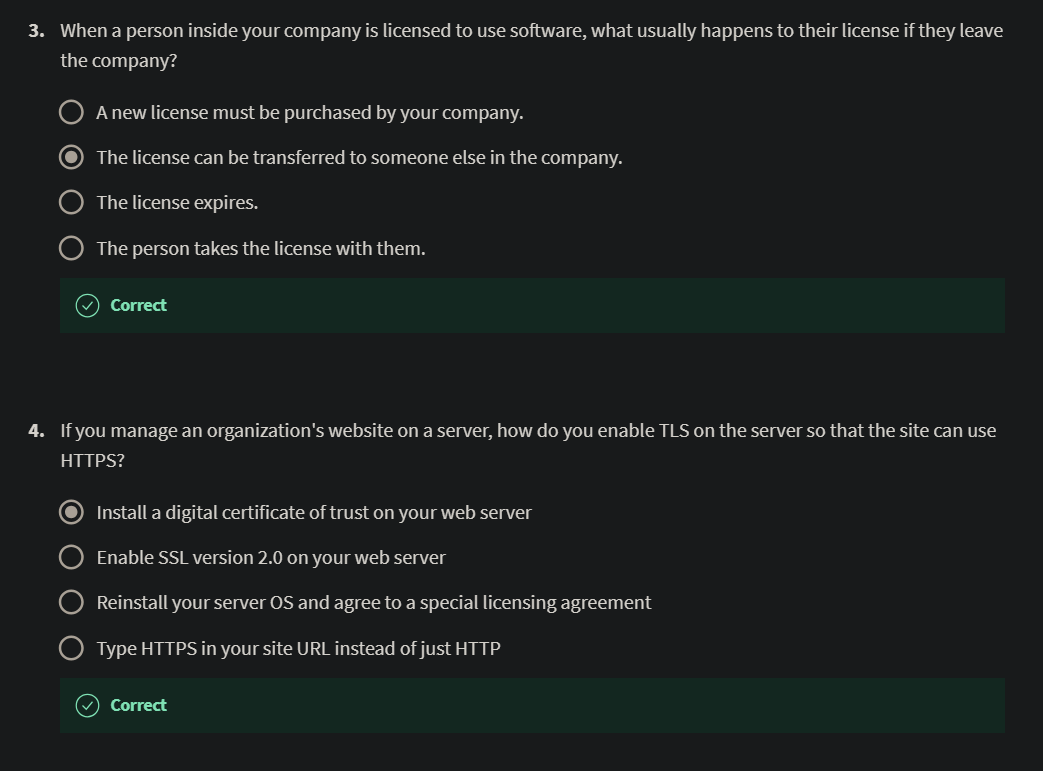 3. When a person inside your company is licensed to use software, what usually happens to their license if they leave
the company?
A new license must be purchased by your company.
The license can be transferred to someone else in the company.
The license expires.
The person takes the license with them.
Correct
4. If you manage an organization's website on a server, how do you enable TLS on the server so that the site can use
HTTPS?
Install a digital certificate of trust on your web server
Enable SSL version 2.0 on your web server
Reinstall your server OS and agree to a special licensing agreement
Type HTTPS in your site URL instead of just HTTP
Correct